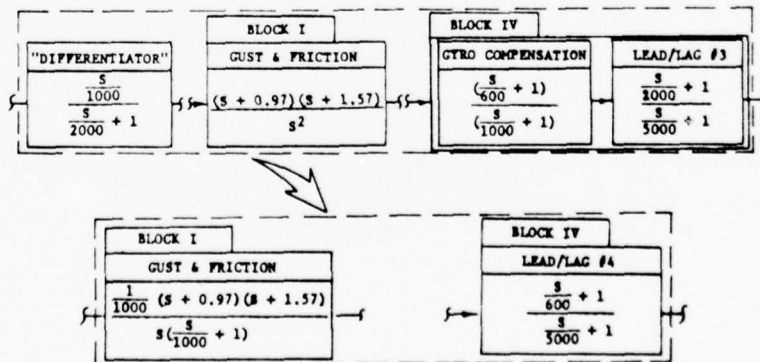 BLOCK I
BLOCK IV
"DIFFERENTIATOR"
GUST & FRICTION
GYRO COMPENSATION
LEAD/LAG #3
S/1000
S/2000 + 1
(S + 0.97)(S + 1.57)
S²
(S/600 + 1)
(S/1000 + 1)
S/2000 + 1
S/5000 + 1
BLOCK I
BLOCK IV
GUST & FRICTION
LEAD/LAG #4
1/1000 (S + 0.97)(S + 1.57)
S(S/1000 + 1)
S/600 + 1
S/5000 + 1